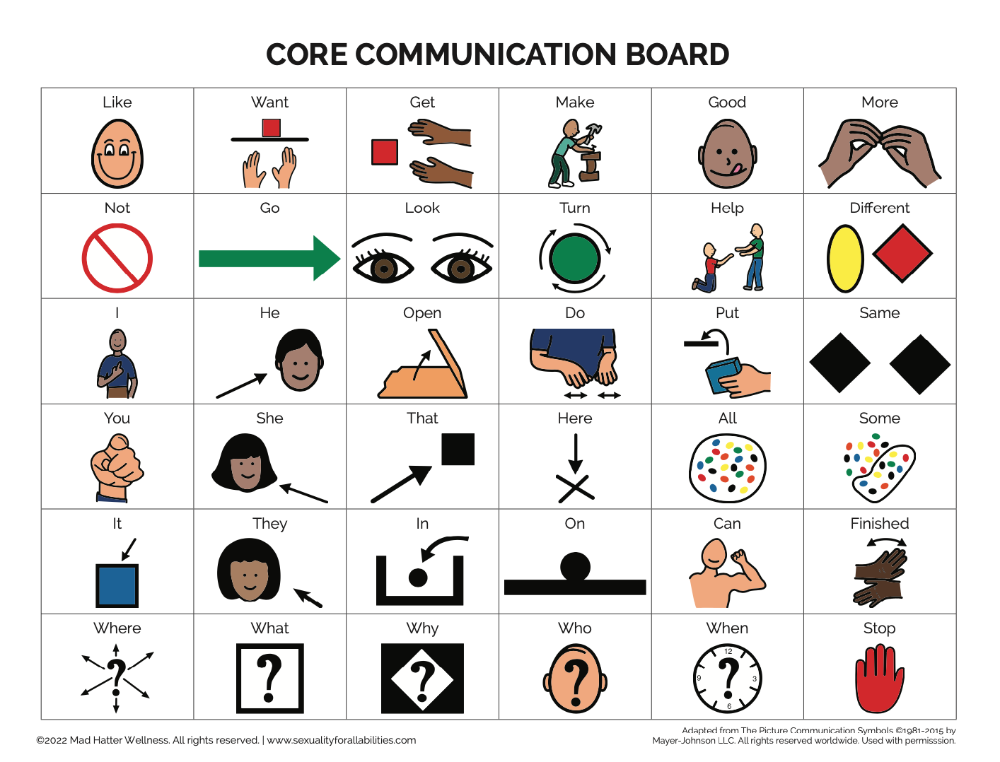 CORE COMMUNICATION BOARD
Like Want Get Make Good More
Not Go Look Turn Help Different
I He Open Do Put Same
You She That Here All Some
It They In On Can Finished
Where What Why Who When Stop
? ? ? ? ? 
12
9 3
6
Adapted from The Picture Communication Symbols ©1981-2015 by
©2022 Mad Hatter Wellness. All rights reserved. | www.sexualityforallabilities.com
Mayer-Johnson LLC. All rights reserved worldwide. Used with permisssion.